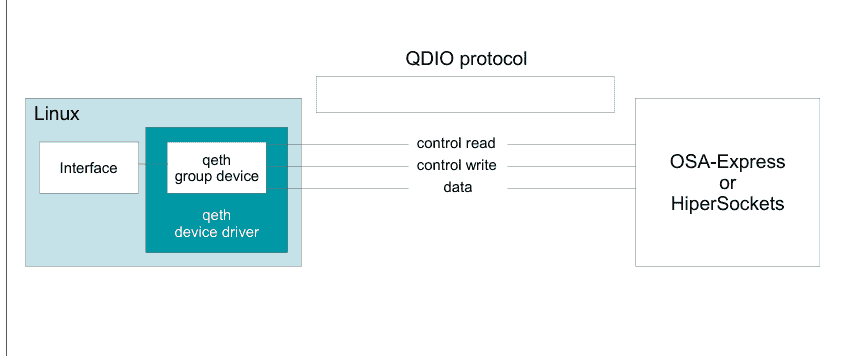 QDIO protocol
Linux
Interface
qeth
group device
qeth
device driver
control read
control write
data
OSA-Express
or
HiperSockets